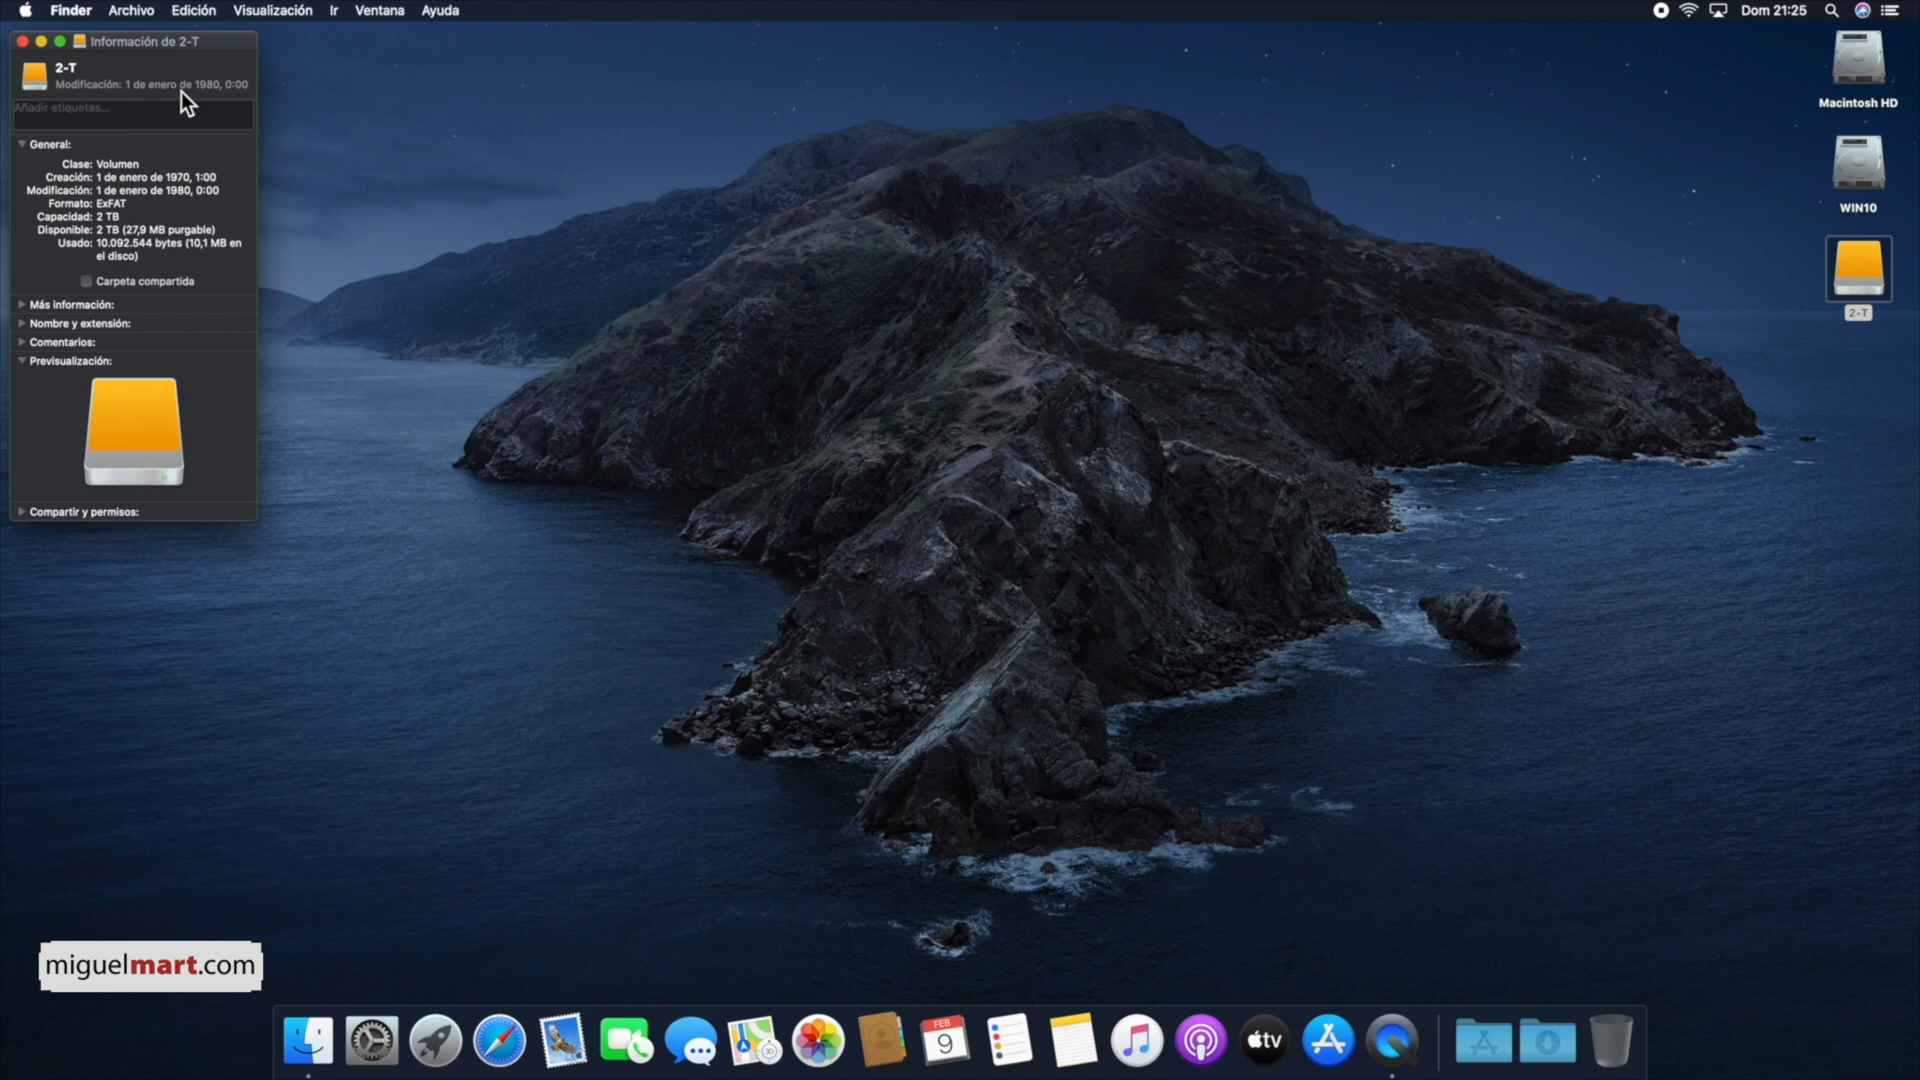 Finder Archivo Edición Visualización Ir Ventana Ayuda
Dom 21:25
Información de 2-T
2-T
Modificación: 1 de enero de 1980, 0:00
Añadir etiquetas...
General:
Clase: Volumen
Creación: 1 de enero de 1970, 1:00
Modificación: 1 de enero de 1980, 0:00
Formato: ExFAT
Capacidad: 2 TB
Disponible: 2 TB (27,9 MB purgable)
Usado: 10.092.544 bytes (10,1 MB en
el disco)
Carpeta compartida
Más información:
Nombre y extensión:
Comentarios:
Previsualización:
Compartir y permisos:
Macintosh HD
WIN10
2-T
miguelmart.com
FEB
9
tv